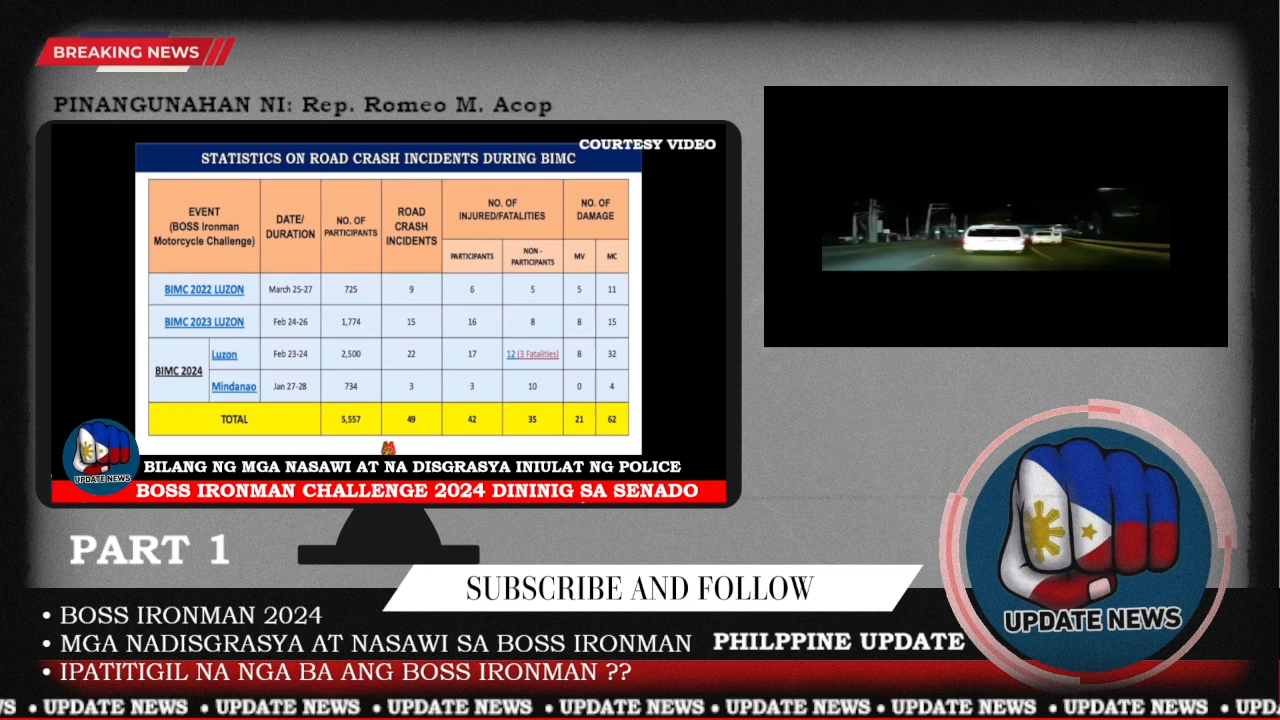 BREAKING NEWS
PINANGUNAHAN NI: Rep. Romeo M. Acop
COURTESY VIDEO
STATISTICS ON ROAD CRASH INCIDENTS DURING BIMC
EVENT (BOSS Ironman Motorcycle Challenge) DATE/ DURATION NO. OF PARTICIPANTS ROAD CRASH INCIDENTS NO. OF INJURED/FATALITIES NO. OF DAMAGE
PARTICIPANTS NON - PARTICIPANTS MV MC
BIMC 2022 LUZON March 25-27 725 9 6 5 5 11
BIMC 2023 LUZON Feb 24-26 1,774 15 16 8 8 15
BIMC 2024 Luzon Feb 23-24 2,500 22 17 12 (3 Fatalities) 8 32
Mindanao Jan 27-28 734 3 3 10 0 4
TOTAL 5,557 49 42 35 21 62
UPDATE NEWS
BILANG NG MGA NASAWI AT NA DISGRASYA INIULAT NG POLICE
BOSS IRONMAN CHALLENGE 2024 DININIG SA SENADO
PART 1
SUBSCRIBE AND FOLLOW
• BOSS IRONMAN 2024
• MGA NADISGRASYA AT NASAWI SA BOSS IRONMAN
• IPATITIGIL NA NGA BA ANG BOSS IRONMAN ??
PHILPPINE UPDATE
UPDATE NEWS
S • UPDATE NEWS • UPDATE NEWS • UPDATE NEWS • UPDATE NEWS • UPDATE NEWS • UPDATE NEWS • UPDATE NEWS • UPD